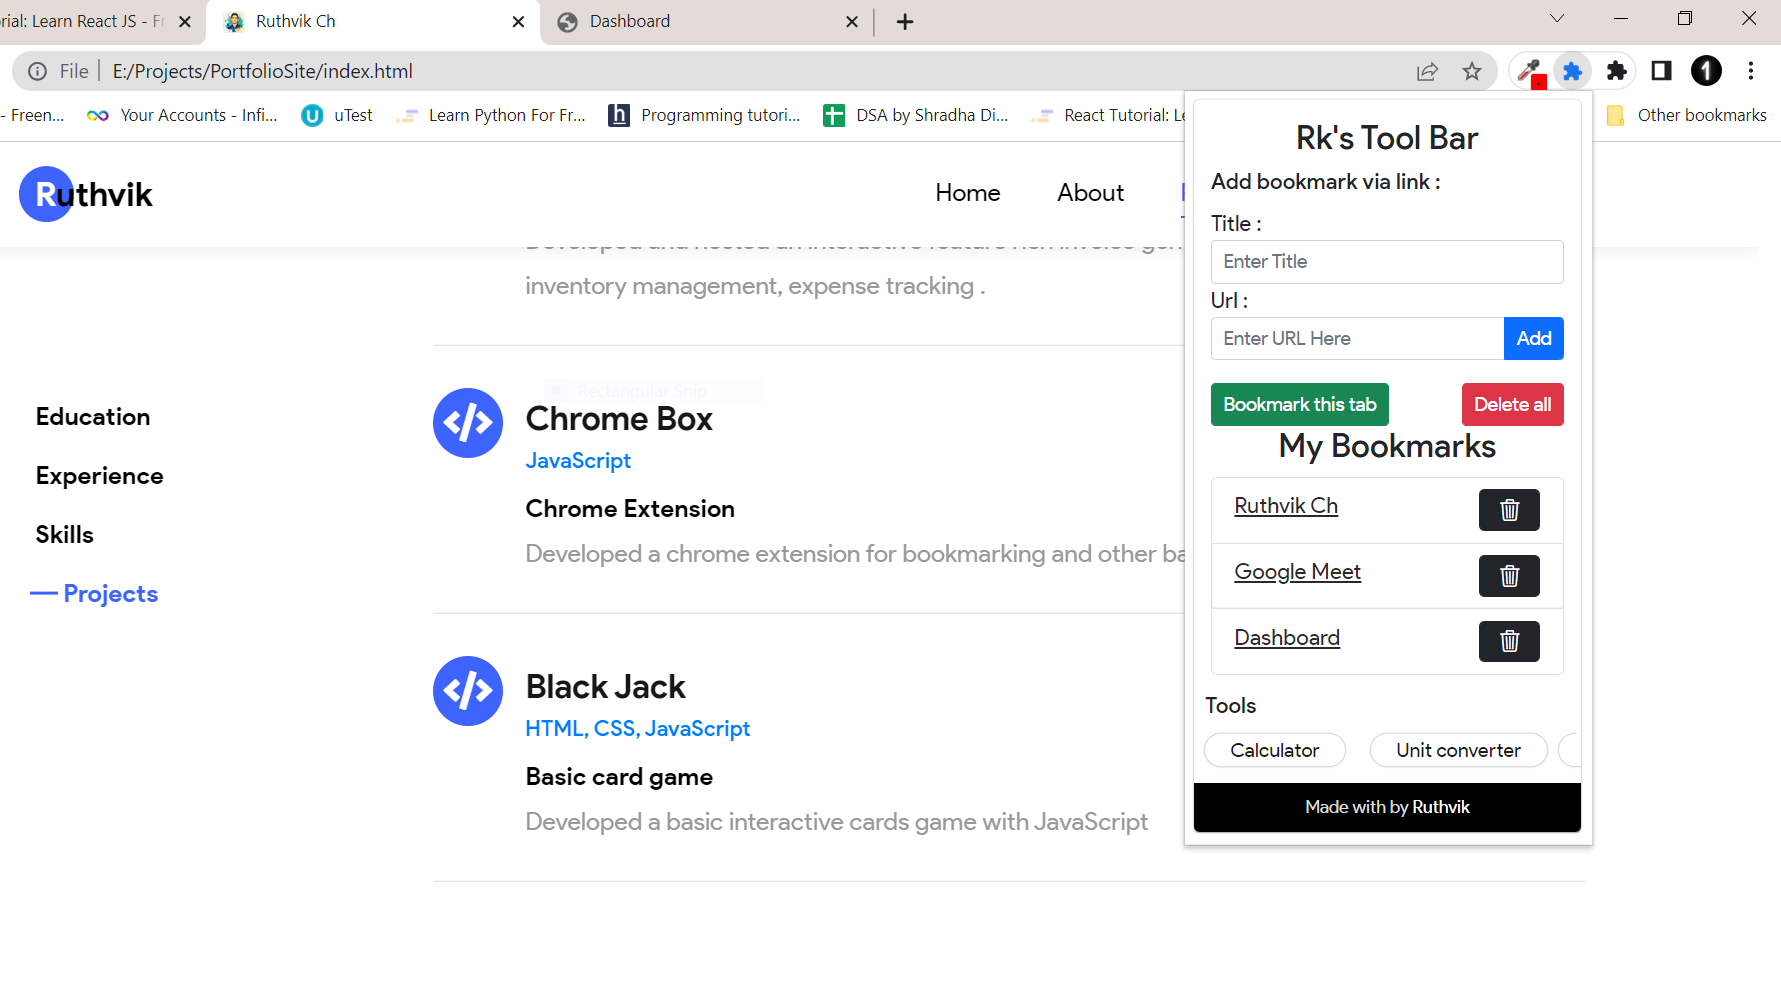 rial: Learn React JS - Fr
Ruthvik Ch
Dashboard
File
E:/Projects/PortfolioSite/index.html
- Freen...
Your Accounts - Infi...
uTest
Learn Python For Fr...
Programming tutori...
DSA by Shradha Di...
React Tutorial: Le
Other bookmarks
Ruthvik
Home
About
inventory management, expense tracking .
Education
Experience
Skills
Projects
Rectangular Snip
Chrome Box
JavaScript
Chrome Extension
Developed a chrome extension for bookmarking and other ba
Black Jack
HTML, CSS, JavaScript
Basic card game
Developed a basic interactive cards game with JavaScript
Rk's Tool Bar
Add bookmark via link :
Title :
Enter Title
Url :
Enter URL Here
Add
Bookmark this tab
Delete all
My Bookmarks
Ruthvik Ch
Google Meet
Dashboard
Tools
Calculator
Unit converter
Made with by Ruthvik